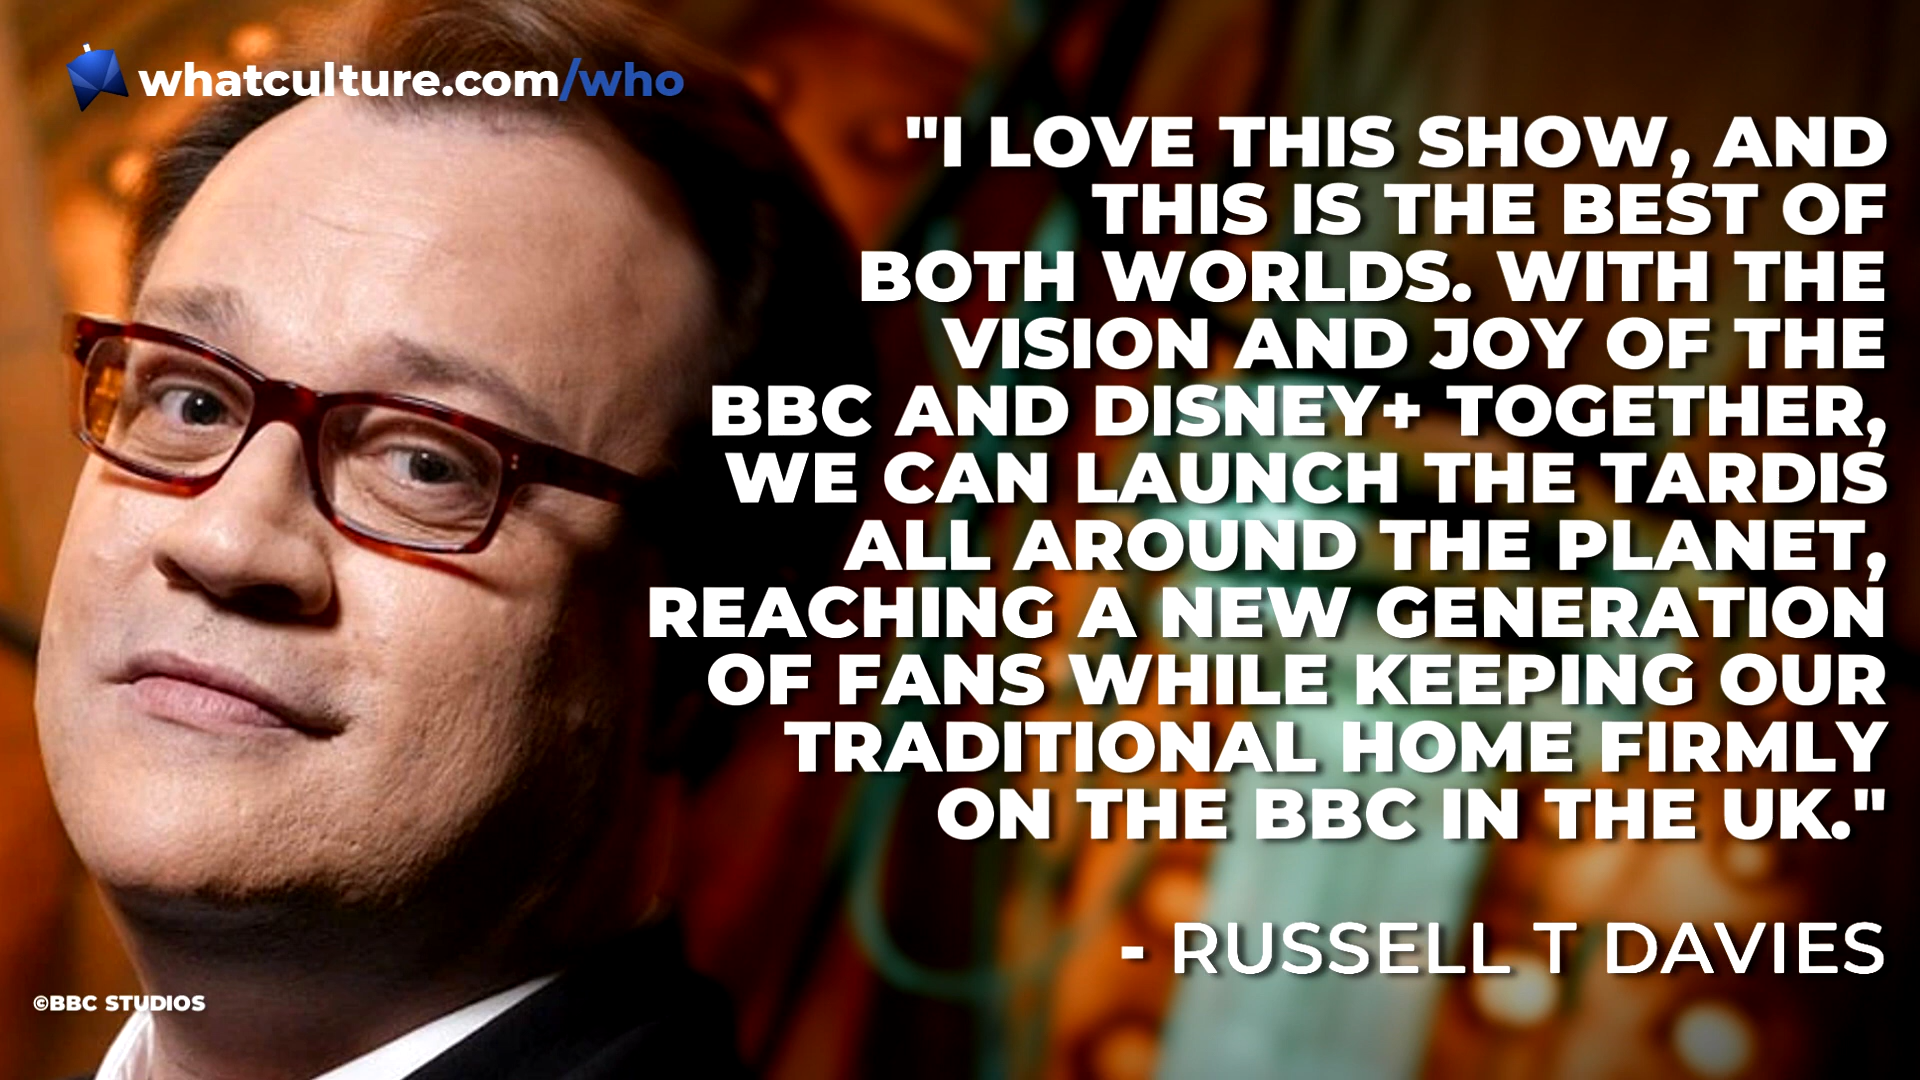 whatculture.com/who
"I LOVE THIS SHOW, AND
THIS IS THE BEST OF
BOTH WORLDS. WITH THE
VISION AND JOY OF THE
BBC AND DISNEY+ TOGETHER,
WE CAN LAUNCH THE TARDIS
ALL AROUND THE PLANET,
REACHING A NEW GENERATION
OF FANS WHILE KEEPING OUR
TRADITIONAL HOME FIRMLY
ON THE BBC IN THE UK."
- RUSSELL T DAVIES
©BBC STUDIOS